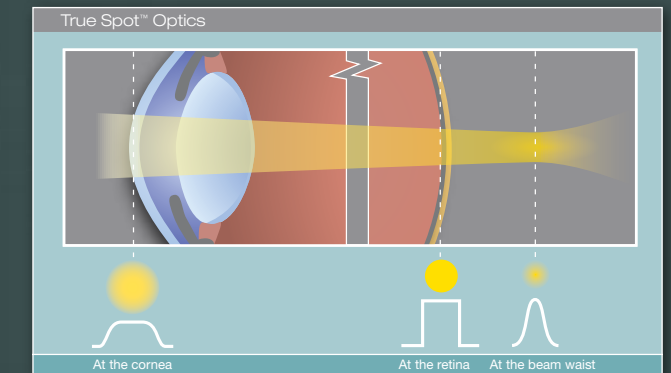 True Spot™ Optics
At the cornea
At the retina
At the beam waist